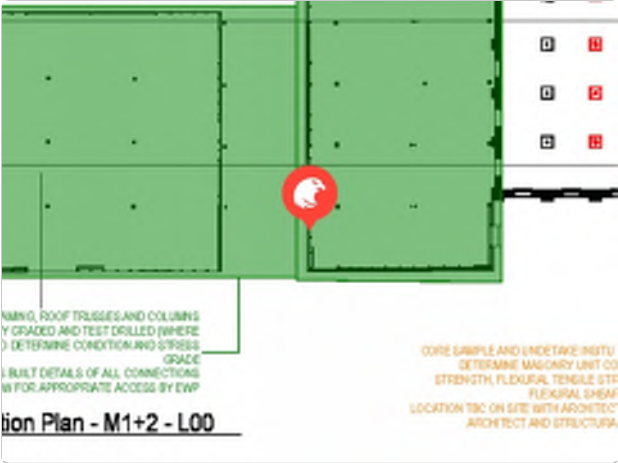 AMING, ROOF TRUSSES AND COLUMNS
Y GRADED AND TEST DRILLED (WHERE
DETERMINE CONDITION AND STRESS
GRADE
BUILT DETAILS OF ALL CONNECTIONS
FOR APPROPRIATE ACCESS BY EWP
tion Plan - M1+2 - L00
CORE SAMPLE AND UNDERTAKE INSITU
DETERMINE MASONRY UNIT CO
STRENGTH, FLEXURAL TENSILE STR
FLEXURAL SHEAR
LOCATION TBC ON SITE WITH ARCHITECT
ARCHITECT AND STRUCTURA